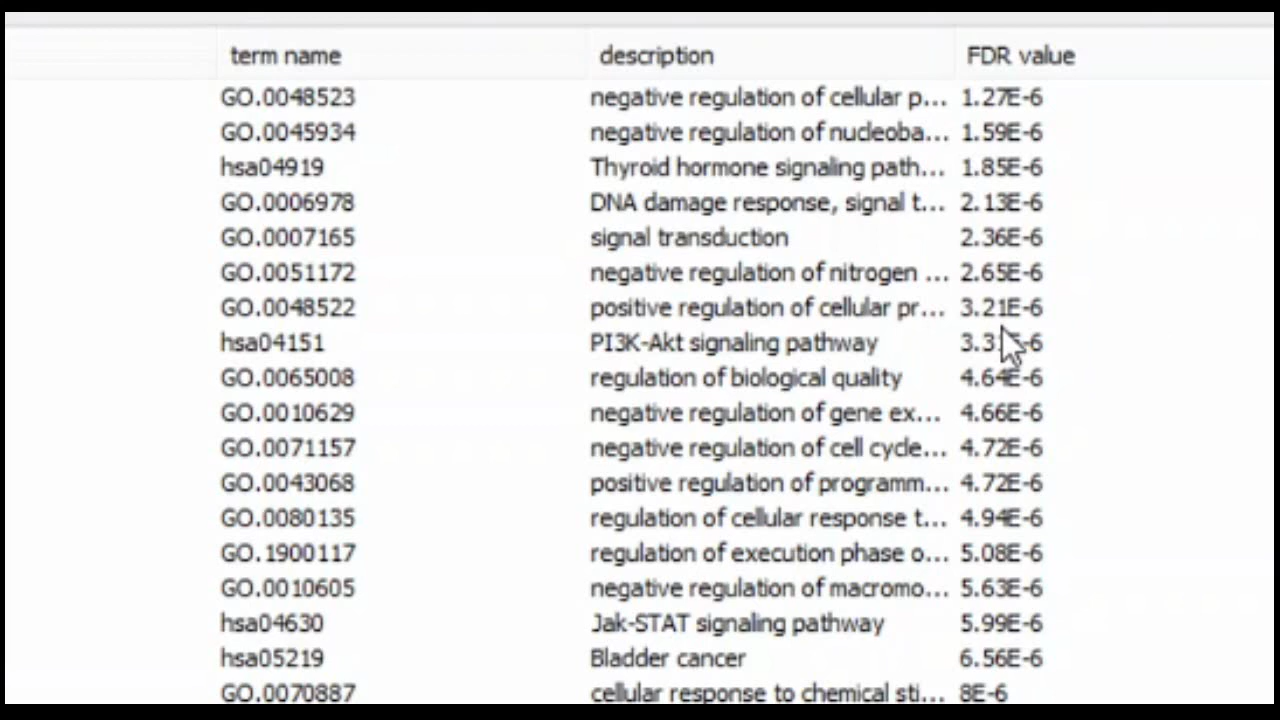 term name description FDR value
GO.0048523 negative regulation of cellular p... 1.27E-6
GO.0045934 negative regulation of nucleoba... 1.59E-6
hsa04919 Thyroid hormone signaling path... 1.85E-6
GO.0006978 DNA damage response, signal t... 2.13E-6
GO.0007165 signal transduction 2.36E-6
GO.0051172 negative regulation of nitrogen ... 2.65E-6
GO.0048522 positive regulation of cellular pr... 3.21E-6
hsa04151 PI3K-Akt signaling pathway
GO.0065008 regulation of biological quality 4.64E-6
GO.0010629 negative regulation of gene ex... 4.66E-6
GO.0071157 negative regulation of cell cycle... 4.72E-6
GO.0043068 positive regulation of programm... 4.72E-6
GO.0080135 regulation of cellular response t... 4.94E-6
GO.1900117 regulation of execution phase o... 5.08E-6
GO.0010605 negative regulation of macromo... 5.63E-6
hsa04630 Jak-STAT signaling pathway 5.99E-6
hsa05219 Bladder cancer 6.56E-6
GO.0070887 cellular response to chemical sti... 8E-6